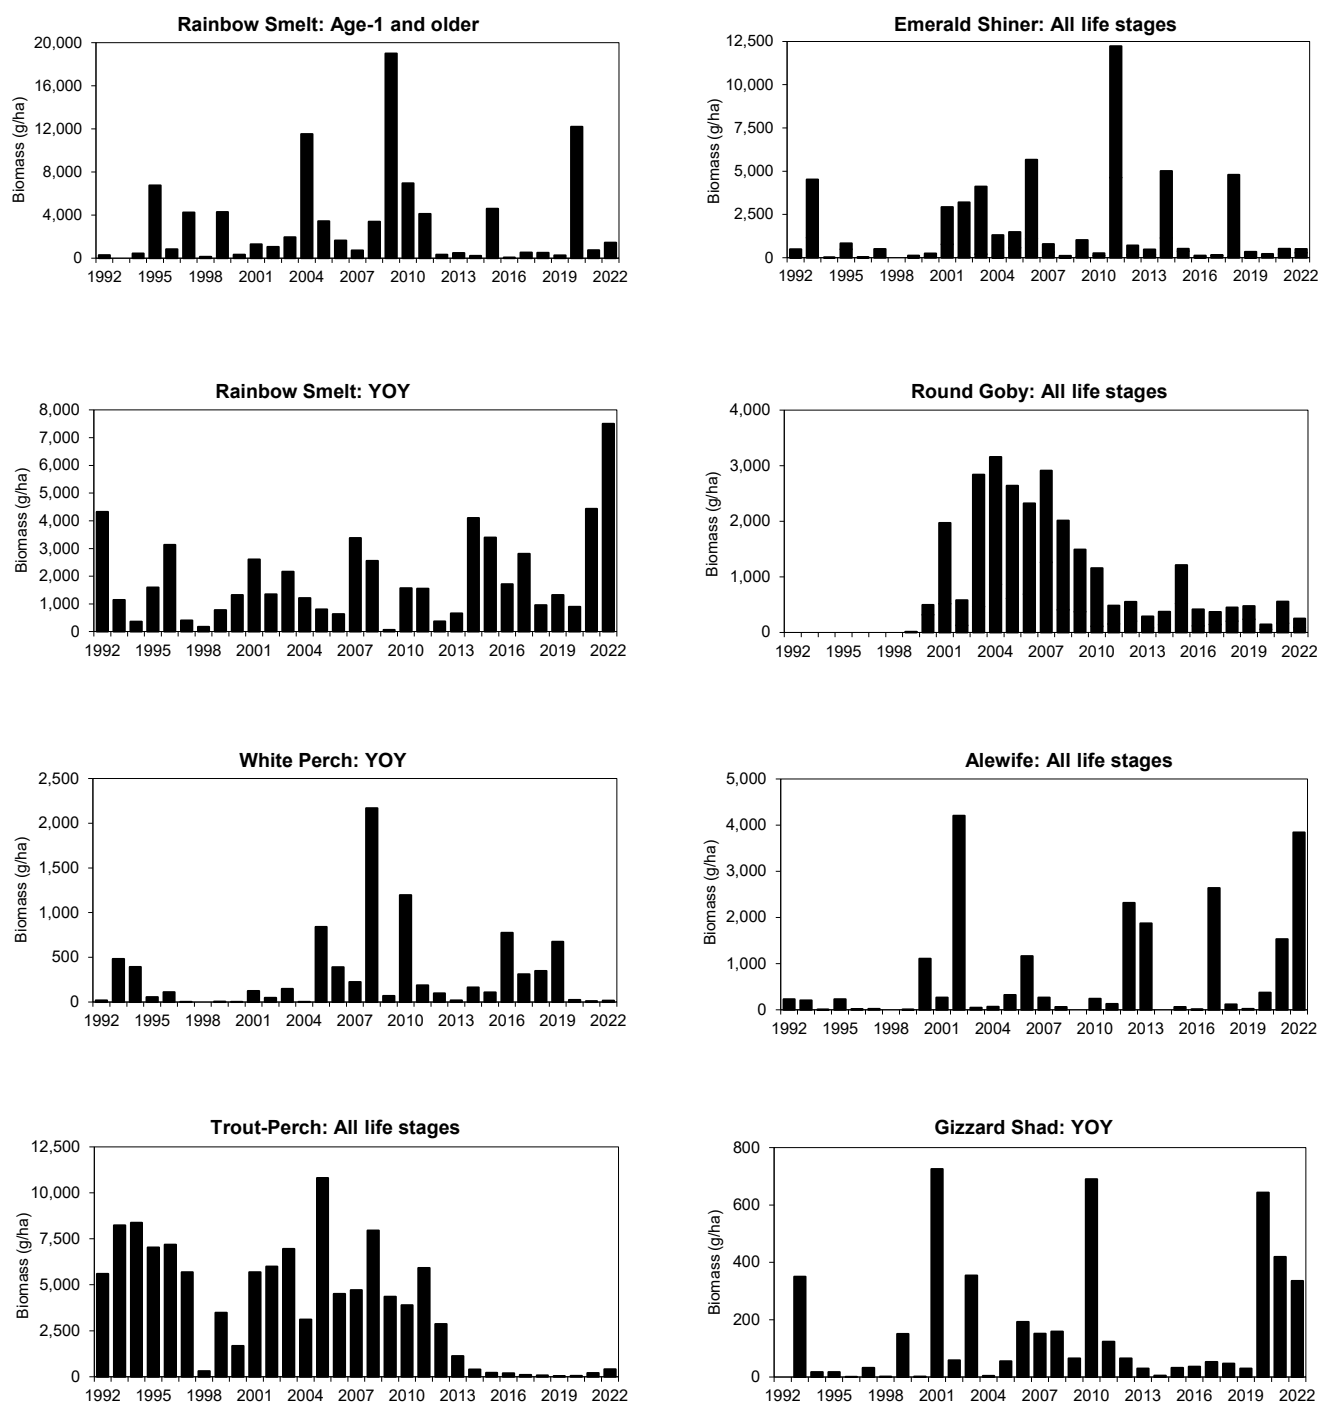 Rainbow Smelt: Age-1 and older
20,000
16,000
12,000
8,000
4,000
0
Biomass (g/ha)
1992 1995 1998 2001 2004 2007 2010 2013 2016 2019 2022
Emerald Shiner: All life stages
12,500
10,000
7,500
5,000
2,500
0
Biomass (g/ha)
1992 1995 1998 2001 2004 2007 2010 2013 2016 2019 2022
Rainbow Smelt: YOY
8,000
7,000
6,000
5,000
4,000
3,000
2,000
1,000
0
Biomass (g/ha)
1992 1995 1998 2001 2004 2007 2010 2013 2016 2019 2022
Round Goby: All life stages
4,000
3,000
2,000
1,000
0
Biomass (g/ha)
1992 1995 1998 2001 2004 2007 2010 2013 2016 2019 2022
White Perch: YOY
2,500
2,000
1,500
1,000
500
0
Biomass (g/ha)
1992 1995 1998 2001 2004 2007 2010 2013 2016 2019 2022
Alewife: All life stages
5,000
4,000
3,000
2,000
1,000
0
Biomass (g/ha)
1992 1995 1998 2001 2004 2007 2010 2013 2016 2019 2022
Trout-Perch: All life stages
12,500
10,000
7,500
5,000
2,500
0
Biomass (g/ha)
1992 1995 1998 2001 2004 2007 2010 2013 2016 2019 2022
Gizzard Shad: YOY
800
600
400
200
0
Biomass (g/ha)
1992 1995 1998 2001 2004 2007 2010 2013 2016 2019 2022